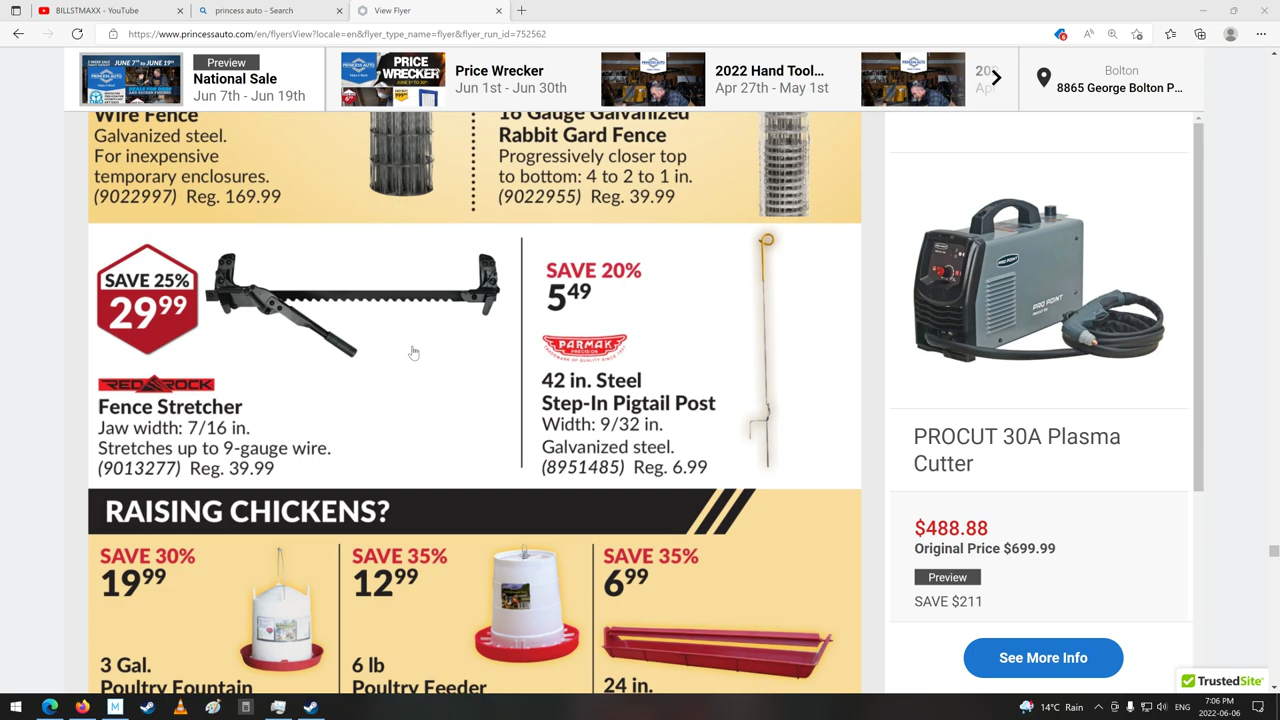 BILLSTMAXX - YouTube
princess auto - Search
View Flyer
https://www.princessauto.com/en/flyersView?locale=en&flyer_type_name=flyer&flyer_run_id=752562
Preview
National Sale
Jun 7th - Jun 19th
PRICE
WRECKER
Price Wrecker
Jun 1st - Jun 30th
2022 Hand Tool...
Apr 27th - May 1st
Bolton
8865 George Bolton P...
Wire Fence
Galvanized steel.
For inexpensive
temporary enclosures.
(9022997) Reg. 169.99
16 Gauge Galvanized
Rabbit Gard Fence
Progressively closer top
to bottom: 4 to 2 to 1 in.
(9022955) Reg. 39.99
SAVE 25%
29 99
RED ROCK
Fence Stretcher
Jaw width: 7/16 in.
Stretches up to 9-gauge wire.
(9013277) Reg. 39.99
SAVE 20%
5 49
PARMAK
PRECISION
42 in. Steel
Step-In Pigtail Post
Width: 9/32 in.
Galvanized steel.
(8951485) Reg. 6.99
RAISING CHICKENS?
SAVE 30%
19 99
3 Gal.
Poultry Fountain
SAVE 35%
12 99
6 lb
Poultry Feeder
SAVE 35%
6 99
24 in.
PRO POINT
PROCUT 30A Plasma
Cutter
$488.88
Original Price $699.99
Preview
SAVE $211
See More Info
TrustedSite
14°C Rain
ENG
7:06 PM
2022-06-06